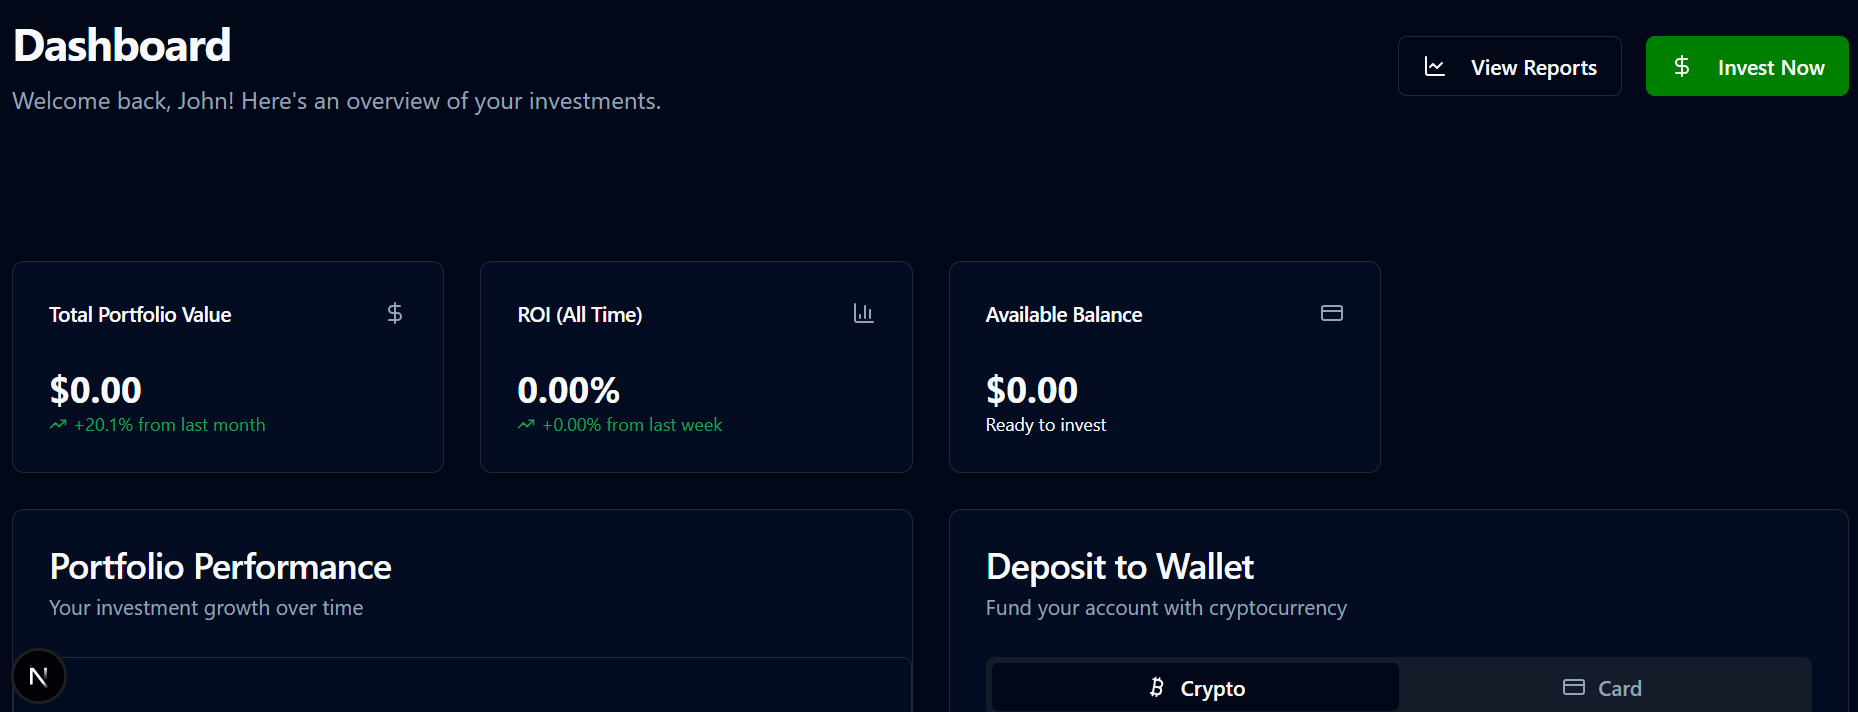 Dashboard
Welcome back, John! Here's an overview of your investments.
View Reports
$ Invest Now
Total Portfolio Value
$
$0.00
+20.1% from last month
ROI (All Time)
0.00%
+0.00% from last week
Available Balance
$0.00
Ready to invest
Portfolio Performance
Your investment growth over time
Deposit to Wallet
Fund your account with cryptocurrency
Crypto
Card
N